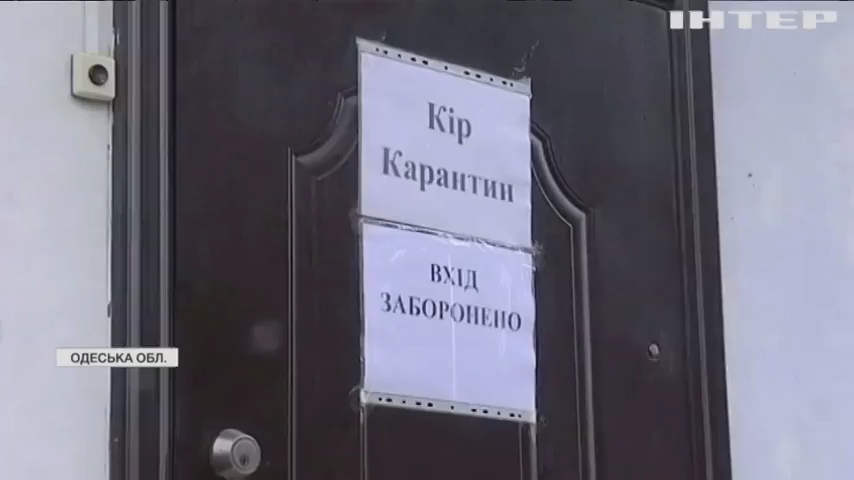 ІНТЕР
Кір
Карантин
ВХІД
ЗАБОРОНЕНО
ОДЕСЬКА ОБЛ.